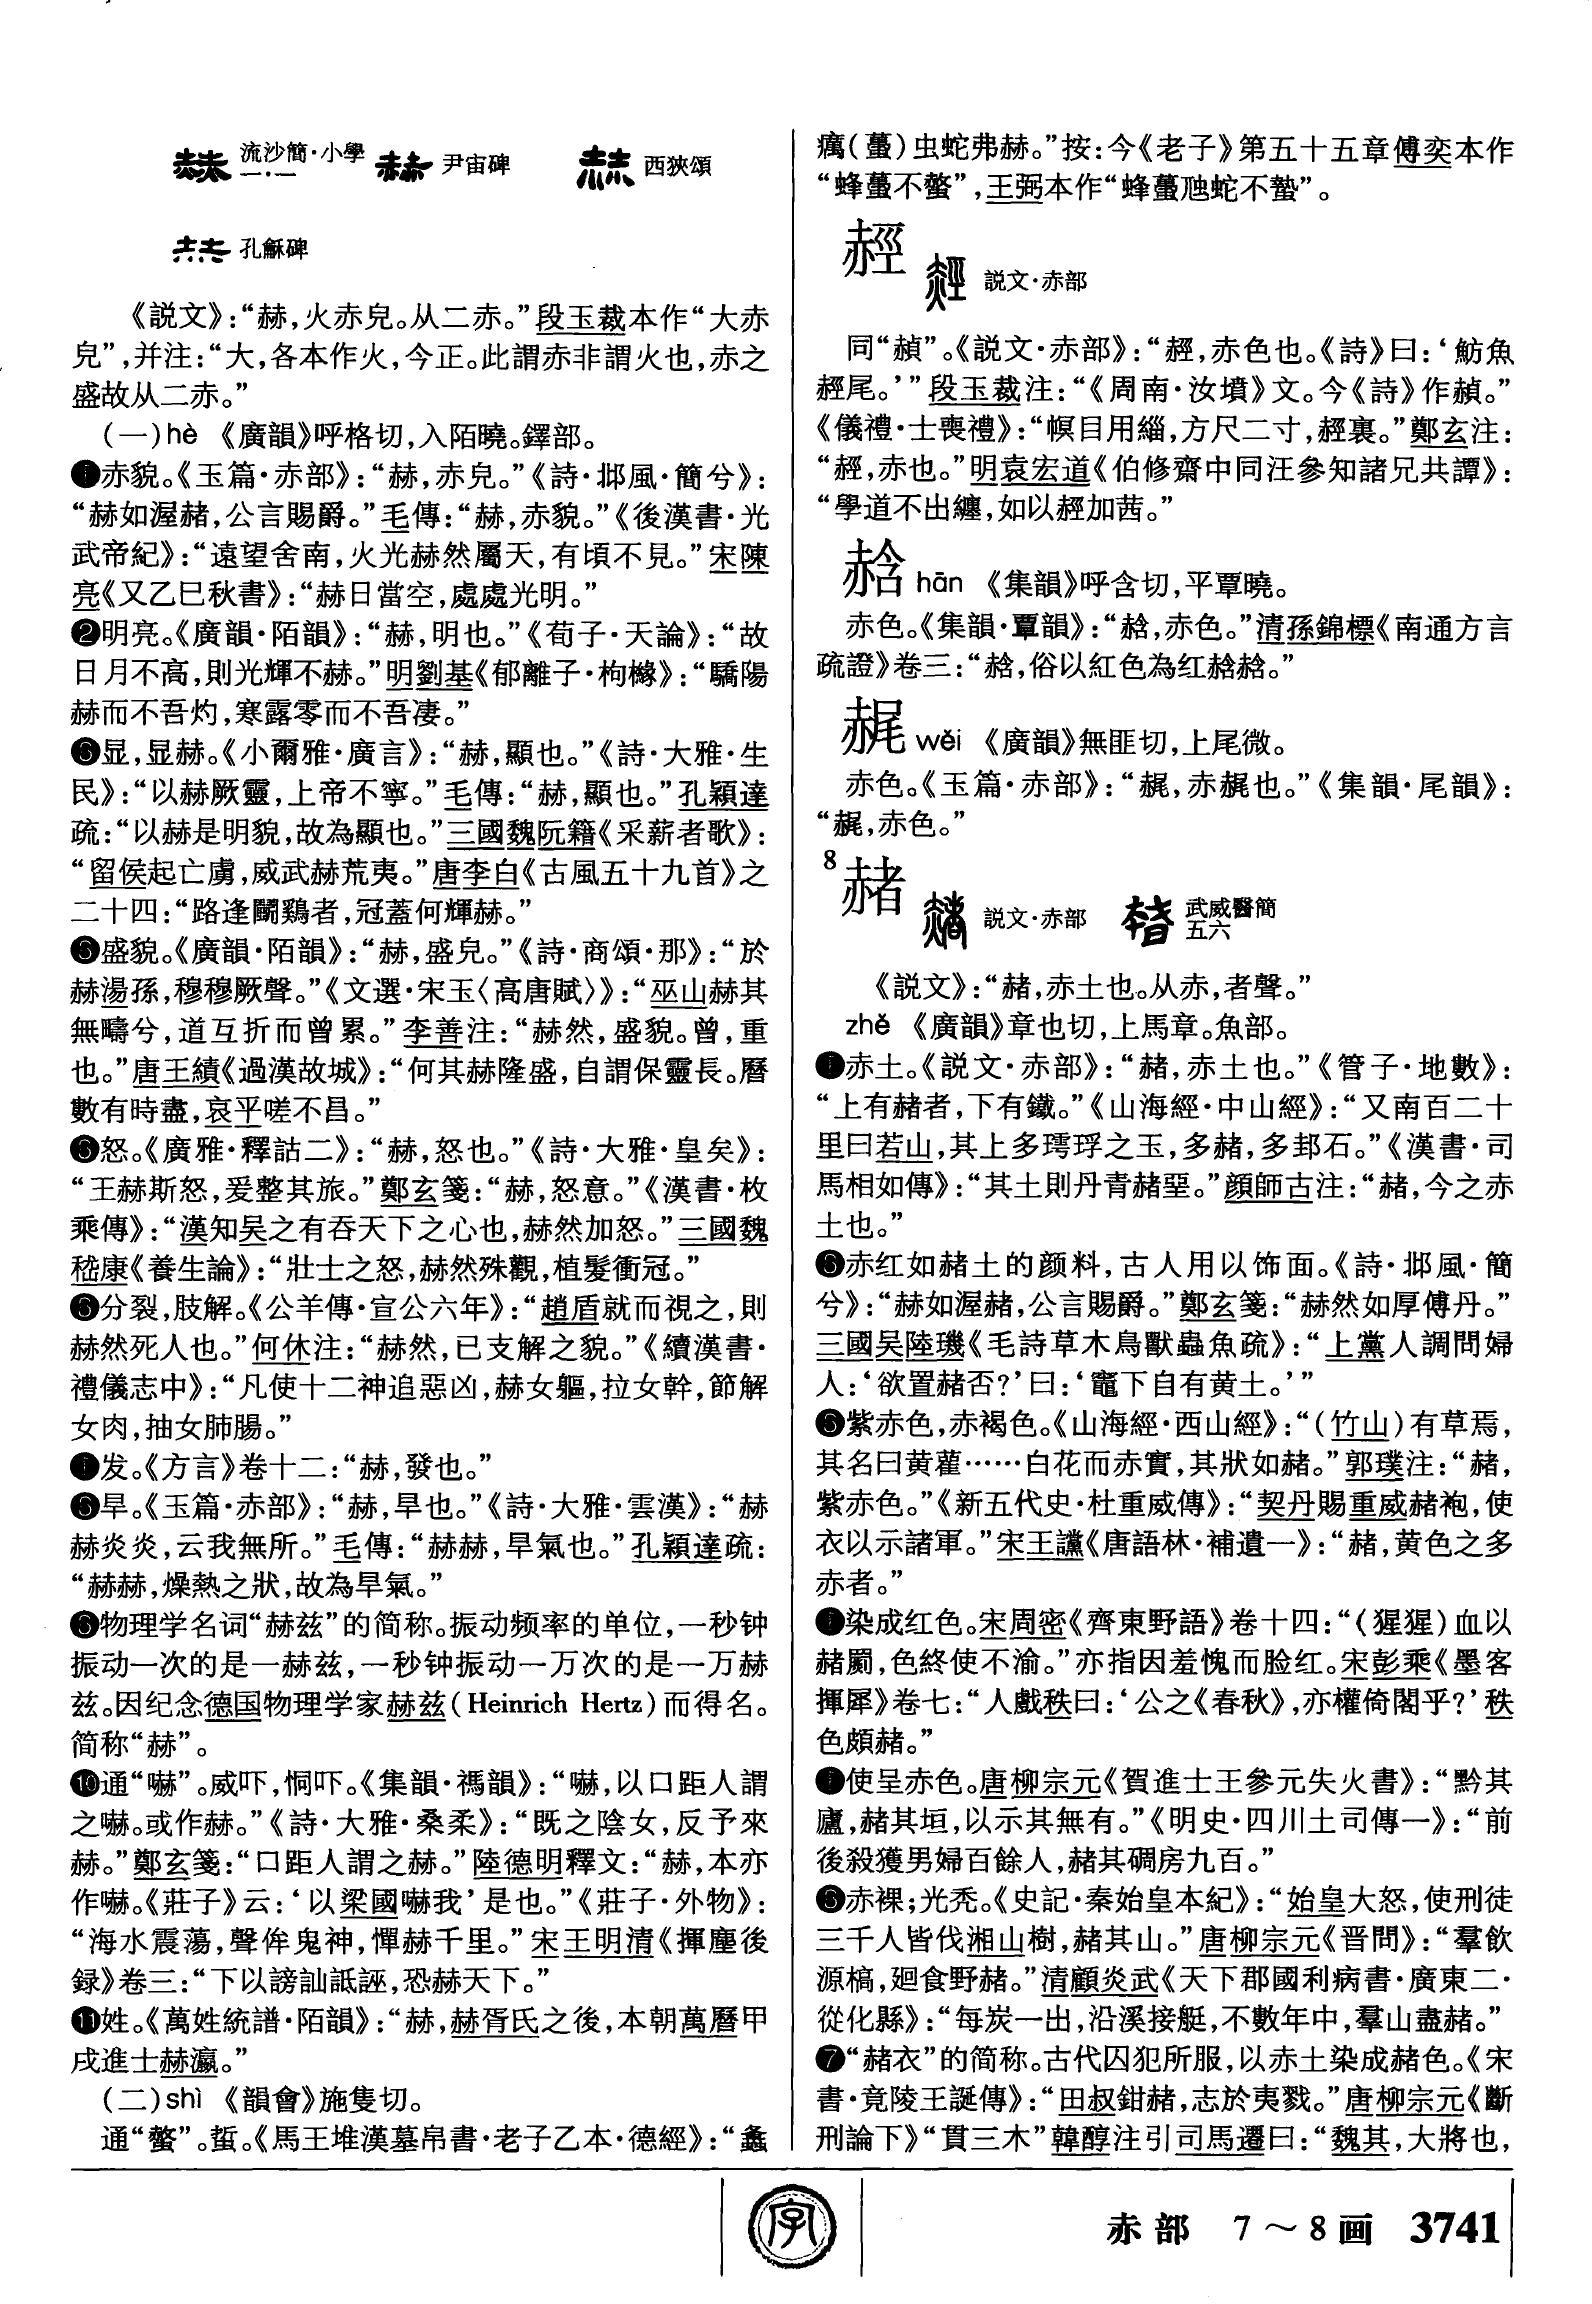 流沙簡·小學 尹宙碑 西狹頌
一·一
孔龢碑
《説文》：“赫，火赤皃。从二赤。”段玉裁本作“大赤
皃”，并注：“大，各本作火，今正。此謂赤非謂火也，赤之
盛故从二赤。”
(一)hè 《廣韻》呼格切，入陌曉。鐸部。
❶赤貌。《玉篇·赤部》：“赫，赤皃。”《詩·邶風·簡兮》：
“赫如渥赭，公言賜爵。”毛傳：“赫，赤貌。”《後漢書·光
武帝紀》：“遠望舍南，火光赫然屬天，有頃不見。”宋陳
亮《又乙巳秋書》：“赫日當空，處處光明。”
❷明亮。《廣韻·陌韻》：“赫，明也。”《荀子·天論》：“故
日月不高，則光輝不赫。”明劉基《郁離子·枸櫞》：“驕陽
赫而不吾灼，寒露零而不吾凄。”
❸显，显赫。《小爾雅·廣言》：“赫，顯也。”《詩·大雅·生
民》：“以赫厥靈，上帝不寧。”毛傳：“赫，顯也。”孔穎達
疏：“以赫是明貌，故為顯也。”三國魏阮籍《采薪者歌》：
“留侯起亡虜，威武赫荒夷。”唐李白《古風五十九首》之
二十四：“路逢鬭鷄者，冠蓋何輝赫。”
❹盛貌。《廣韻·陌韻》：“赫，盛皃。”《詩·商頌·那》：“於
赫湯孫，穆穆厥聲。”《文選·宋玉〈高唐賦〉》：“巫山赫其
無疇兮，道互折而曾累。”李善注：“赫然，盛貌。曾，重
也。”唐王績《過漢故城》：“何其赫隆盛，自謂保靈長。曆
數有時盡，哀平嗟不昌。”
❺怒。《廣雅·釋詁二》：“赫，怒也。”《詩·大雅·皇矣》：
“王赫斯怒，爰整其旅。”鄭玄箋：“赫，怒意。”《漢書·枚
乘傳》：“漢知吴之有吞天下之心也，赫然加怒。”三國魏
嵇康《養生論》：“壯士之怒，赫然殊觀，植髮衝冠。”
❻分裂，肢解。《公羊傳·宣公六年》：“趙盾就而視之，則
赫然死人也。”何休注：“赫然，已支解之貌。”《續漢書·
禮儀志中》：“凡使十二神追惡凶，赫女軀，拉女幹，節解
女肉，抽女肺腸。”
❼发。《方言》卷十二：“赫，發也。”
❽旱。《玉篇·赤部》：“赫，旱也。”《詩·大雅·雲漢》：“赫
赫炎炎，云我無所。”毛傳：“赫赫，旱氣也。”孔穎達疏：
“赫赫，燥熱之狀，故為旱氣。”
❾物理学名词“赫兹”的简称。振动频率的单位，一秒钟
振动一次的是一赫兹，一秒钟振动一万次的是一万赫
兹。因纪念德国物理学家赫兹(Heinrich Hertz)而得名。
简称“赫”。
❿通“嚇”。威吓，恫吓。《集韻·禡韻》：“嚇，以口距人謂
之嚇。或作赫。”《詩·大雅·桑柔》：“既之陰女，反予來
赫。”鄭玄箋：“口距人謂之赫。”陸德明釋文：“赫，本亦
作嚇。《莊子》云：‘以梁國嚇我’是也。”《莊子·外物》：
“海水震蕩，聲侔鬼神，憚赫千里。”宋王明清《揮塵後
録》卷三：“下以謗訕詆誣，恐赫天下。”
⓫姓。《萬姓統譜·陌韻》：“赫，赫胥氏之後，本朝萬曆甲
戌進士赫瀛。”
(二)shì 《韻會》施隻切。
通“螫”。蜇。《馬王堆漢墓帛書·老子乙本·德經》：“螽
癘(蠆)虫蛇弗赫。”按：今《老子》第五十五章傅奕本作
“蜂蠆不螫”，王弼本作“蜂蠆虺蛇不螫”。
䞓 説文·赤部
同“赬”。《説文·赤部》：“䞓，赤色也。《詩》曰：‘魴魚
䞓尾。’”段玉裁注：“《周南·汝墳》文。今《詩》作赬。”
《儀禮·士喪禮》：“幎目用緇，方尺二寸，䞓裏。”鄭玄注：
“䞓，赤也。”明袁宏道《伯修齋中同汪參知諸兄共譚》：
“學道不出纏，如以䞓加茜。”
𧹣 hān 《集韻》呼含切，平覃曉。
赤色。《集韻·覃韻》：“𧹣，赤色。”清孫錦標《南通方言
疏證》卷三：“𧹣，俗以紅色為红𧹣𧹣。”
䞔 wěi 《廣韻》無匪切，上尾微。
赤色。《玉篇·赤部》：“䞔，赤䞔也。”《集韻·尾韻》：
“䞔，赤色。”
8
赭 説文·赤部 武威醫簡
五六
《説文》：“赭，赤土也。从赤，者聲。”
zhě 《廣韻》章也切，上馬章。魚部。
❶赤土。《説文·赤部》：“赭，赤土也。”《管子·地數》：
“上有赭者，下有鐵。”《山海經·中山經》：“又南百二十
里曰若山，其上多㻬琈之玉，多赭，多邽石。”《漢書·司
馬相如傳》：“其土則丹青赭堊。”顔師古注：“赭，今之赤
土也。”
❷赤红如赭土的颜料，古人用以饰面。《詩·邶風·簡
兮》：“赫如渥赭，公言賜爵。”鄭玄箋：“赫然如厚傅丹。”
三國吴陸璣《毛詩草木鳥獸蟲魚疏》：“上黨人調問婦
人：‘欲置赭否？’曰：‘竈下自有黄土。’”
❸紫赤色，赤褐色。《山海經·西山經》：“(竹山)有草焉，
其名曰黄雚……白花而赤實，其狀如赭。”郭璞注：“赭，
紫赤色。”《新五代史·杜重威傳》：“契丹賜重威赭袍，使
衣以示諸軍。”宋王讜《唐語林·補遺一》：“赭，黄色之多
赤者。”
❹染成红色。宋周密《齊東野語》卷十四：“(猩猩)血以
赭罽，色終使不渝。”亦指因羞愧而脸红。宋彭乘《墨客
揮犀》卷七：“人戲秩曰：‘公之《春秋》，亦權倚閣乎？’秩
色頗赭。”
❺使呈赤色。唐柳宗元《賀進士王參元失火書》：“黔其
廬，赭其垣，以示其無有。”《明史·四川土司傳一》：“前
後殺獲男婦百餘人，赭其碉房九百。”
❻赤裸；光秃。《史記·秦始皇本紀》：“始皇大怒，使刑徒
三千人皆伐湘山樹，赭其山。”唐柳宗元《晋問》：“羣飲
源槁，迴食野赭。”清顧炎武《天下郡國利病書·廣東二·
從化縣》：“每炭一出，沿溪接艇，不數年中，羣山盡赭。”
❼“赭衣”的简称。古代囚犯所服，以赤土染成赭色。《宋
書·竟陵王誕傳》：“田叔鉗赭，志於夷戮。”唐柳宗元《斷
刑論下》“貫三木”韓醇注引司馬遷曰：“魏其，大將也，
字
赤部 7～8画 3741